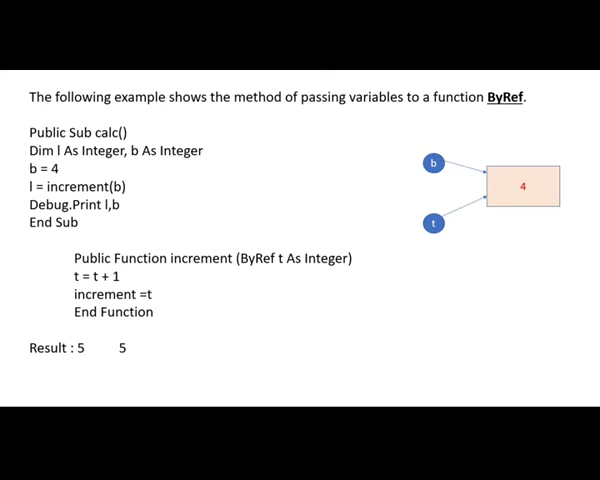 The following example shows the method of passing variables to a function ByRef.
Public Sub calc()
Dim l As Integer, b As Integer
b = 4
l = increment(b)
Debug.Print l,b
End Sub
Public Function increment (ByRef t As Integer)
t = t + 1
increment =t
End Function
Result : 5 5
b
4
t